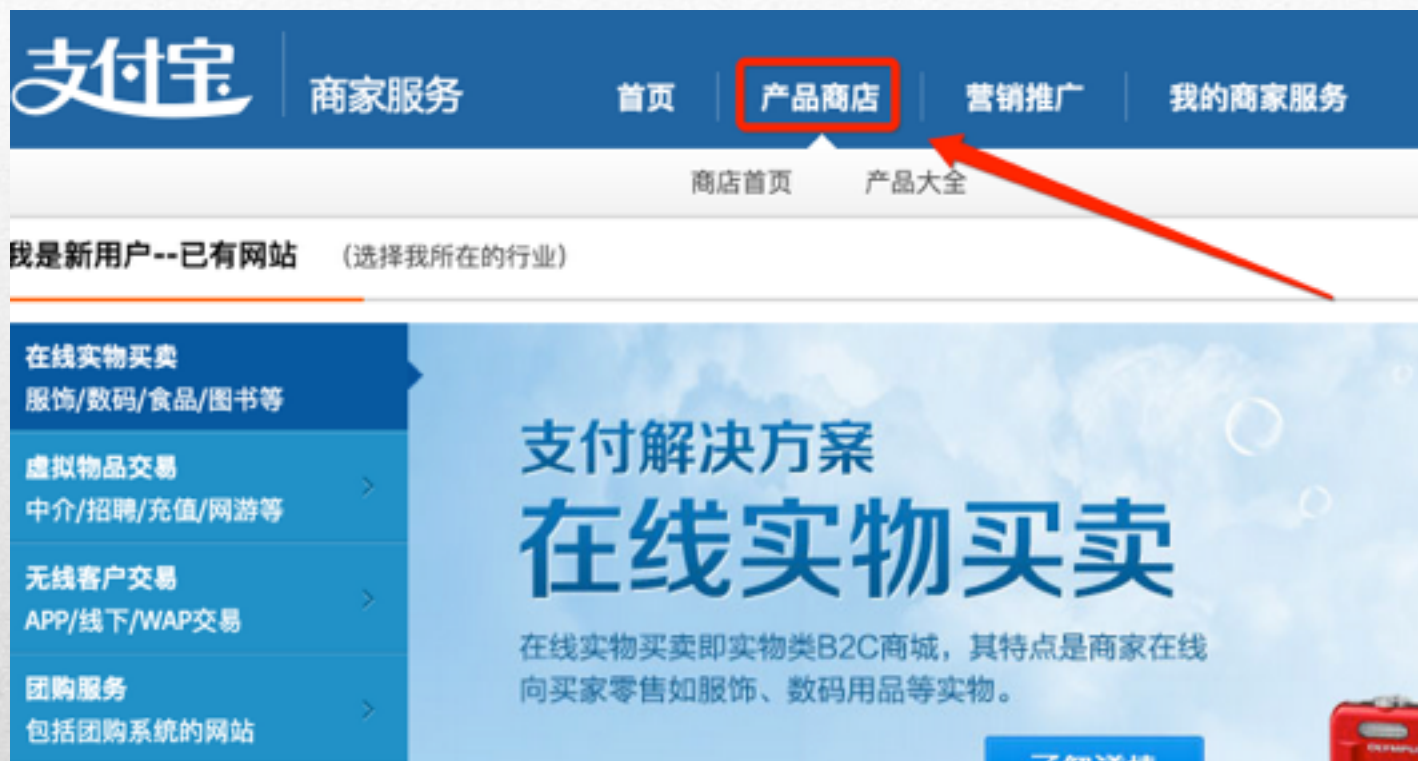 支付宝 商家服务 首页 产品商店 营销推广 我的商家服务
商店首页 产品大全
我是新用户--已有网站 (选择我所在的行业)
在线实物买卖
服饰/数码/食品/图书等
虚拟物品交易
中介/招聘/充值/网游等
无线客户交易
APP/线下/WAP交易
团购服务
包括团购系统的网站
支付解决方案
在线实物买卖
在线实物买卖即实物类B2C商城，其特点是商家在线
向买家零售如服饰、数码用品等实物。
OLYMPUS